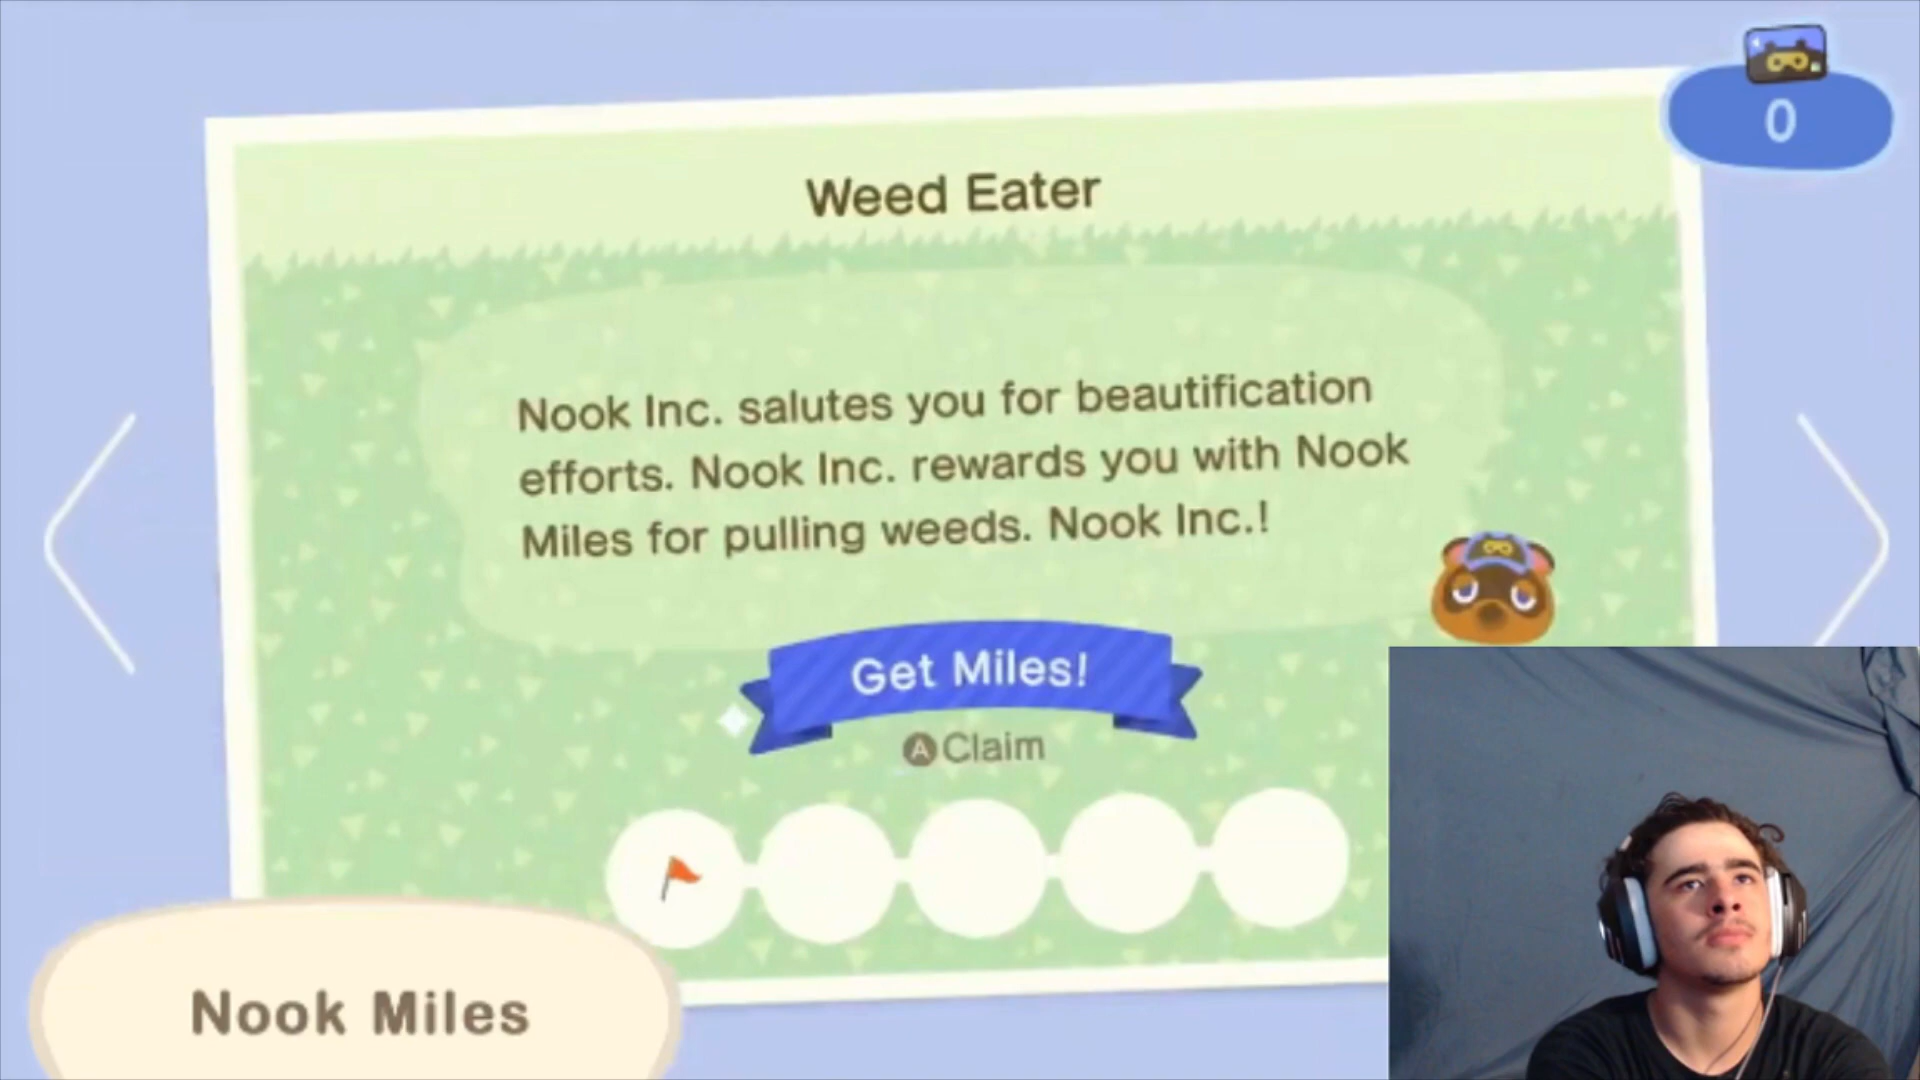 0
Weed Eater
Nook Inc. salutes you for beautification
efforts. Nook Inc. rewards you with Nook
Miles for pulling weeds. Nook Inc.!
Get Miles!
A Claim
Nook Miles